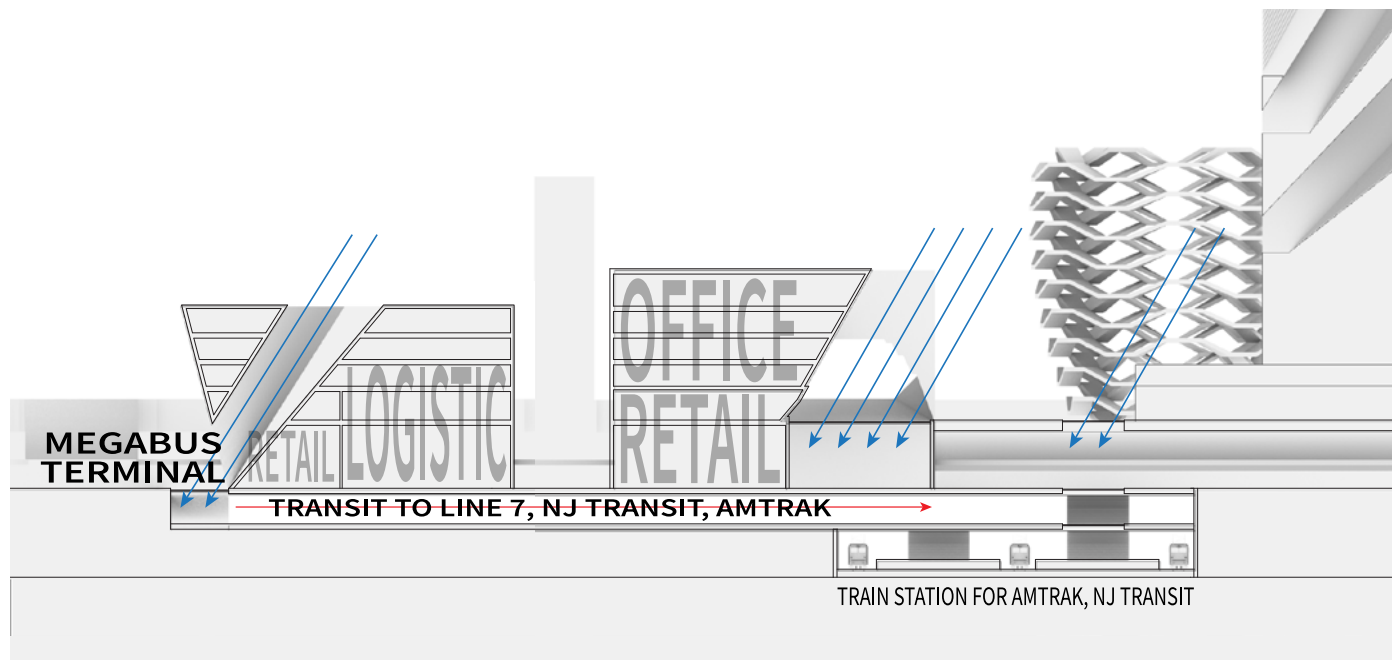 OFFICE
RETAIL
LOGISTIC
RETAIL
MEGABUS
TERMINAL
TRANSIT TO LINE 7, NJ TRANSIT, AMTRAK
TRAIN STATION FOR AMTRAK, NJ TRANSIT